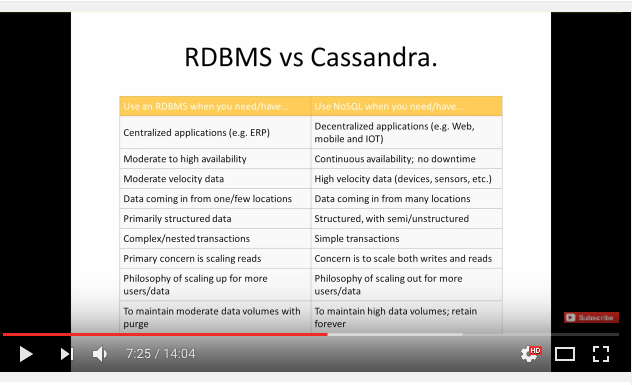 RDBMS vs Cassandra.
Use an RDBMS when you need/have...
Use NoSQL when you need/have...
Centralized applications (e.g. ERP)
Decentralized applications (e.g. Web,
mobile and IOT)
Moderate to high availability
Continuous availability; no downtime
Moderate velocity data
High velocity data (devices, sensors, etc.)
Data coming in from one/few locations
Data coming in from many locations
Primarily structured data
Structured, with semi/unstructured
Complex/nested transactions
Simple transactions
Primary concern is scaling reads
Concern is to scale both writes and reads
Philosophy of scaling up for more
users/data
Philosophy of scaling out for more
users/data
To maintain moderate data volumes with
purge
To maintain high data volumes; retain
forever
Subscribe
7:25 / 14:04
HD